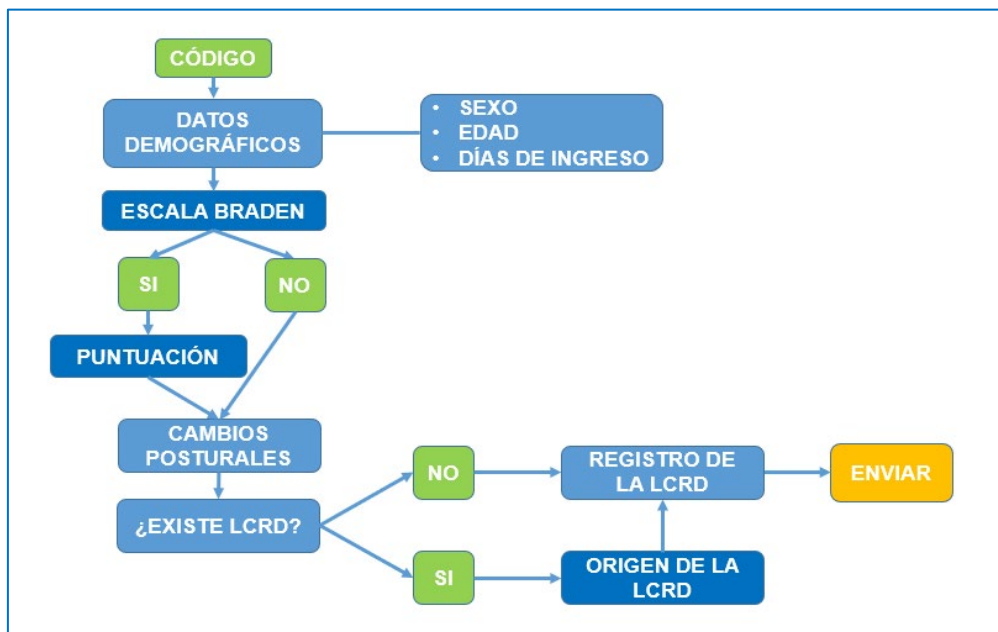 CÓDIGO
DATOS
DEMOGRÁFICOS
• SEXO
• EDAD
• DÍAS DE INGRESO
ESCALA BRADEN
SI
NO
PUNTUACIÓN
CAMBIOS
POSTURALES
¿EXISTE LCRD?
NO
REGISTRO DE
LA LCRD
ENVIAR
SI
ORIGEN DE LA
LCRD